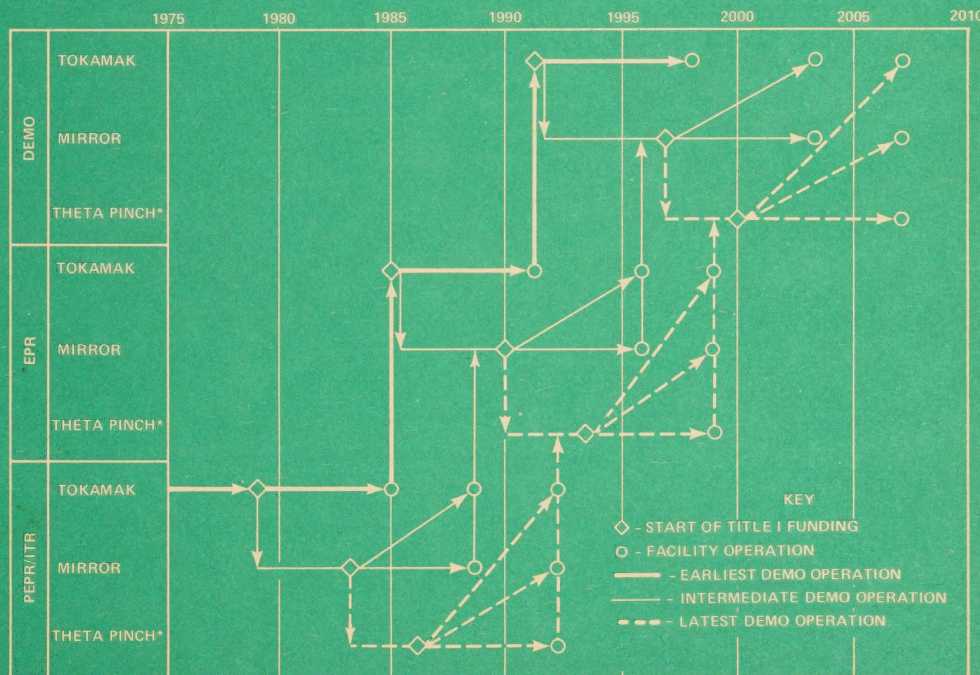 1975 1980 1985 1990 1995 2000 2005 2010
DEMO
TOKAMAK
MIRROR
THETA PINCH*
EPR
TOKAMAK
MIRROR
THETA PINCH*
PEPR/ITR
TOKAMAK
MIRROR
THETA PINCH*
KEY
- START OF TITLE I FUNDING
- FACILITY OPERATION
- EARLIEST DEMO OPERATION
- INTERMEDIATE DEMO OPERATION
- LATEST DEMO OPERATION